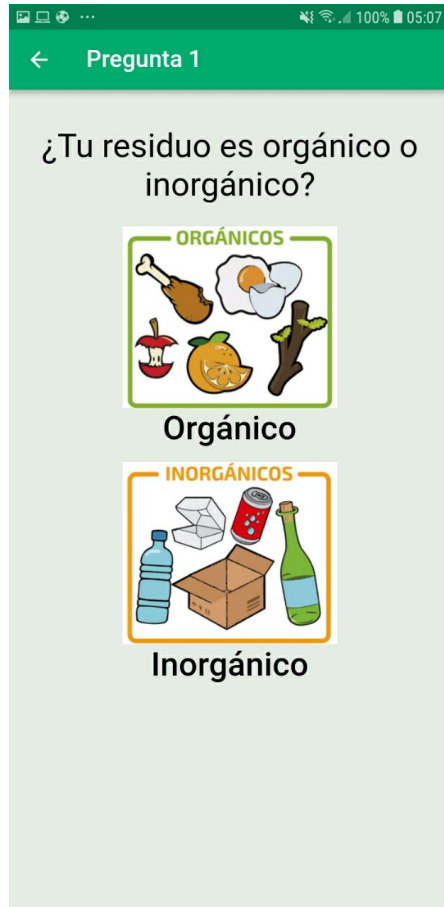 100% 05:07
Pregunta 1
¿Tu residuo es orgánico o
inorgánico?
ORGÁNICOS
Orgánico
INORGÁNICOS
Inorgánico